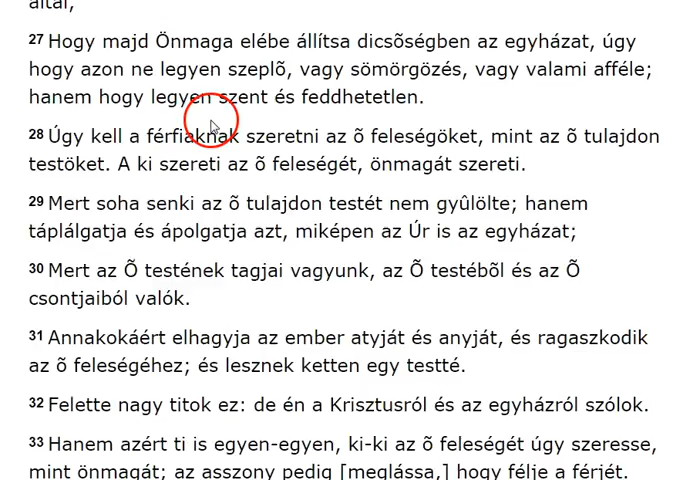 által,
27 Hogy majd Önmaga elébe állítsa dicsõségben az egyházat, úgy
hogy azon ne legyen szeplõ, vagy sömörgözés, vagy valami afféle;
hanem hogy legyen szent és feddhetetlen.
28 Úgy kell a férfiaknak szeretni az õ feleségöket, mint az õ tulajdon
testöket. A ki szereti az õ feleségét, önmagát szereti.
29 Mert soha senki az õ tulajdon testét nem gyûlölte; hanem
táplálgatja és ápolgatja azt, miképen az Úr is az egyházat;
30 Mert az Õ testének tagjai vagyunk, az Õ testébõl és az Õ
csontjaiból valók.
31 Annakokáért elhagyja az ember atyját és anyját, és ragaszkodik
az õ feleségéhez; és lesznek ketten egy testté.
32 Felette nagy titok ez: de én a Krisztusról és az egyházról szólok.
33 Hanem azért ti is egyen-egyen, ki-ki az õ feleségét úgy szeresse,
mint önmagát; az asszony pedig [meglássa,] hogy félje a férjét.